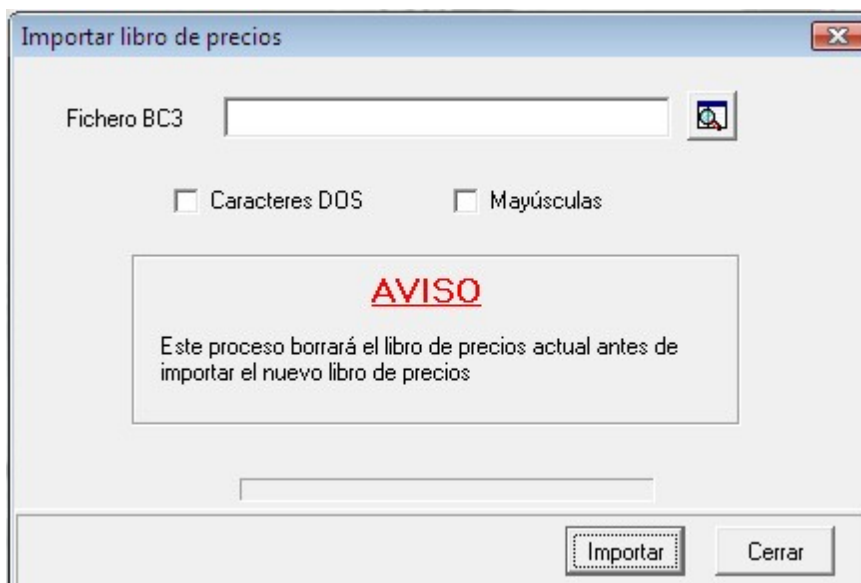 Importar libro de precios
Fichero BC3
Caracteres DOS Mayúsculas
AVISO
Este proceso borrará el libro de precios actual antes de
importar el nuevo libro de precios
Importar Cerrar